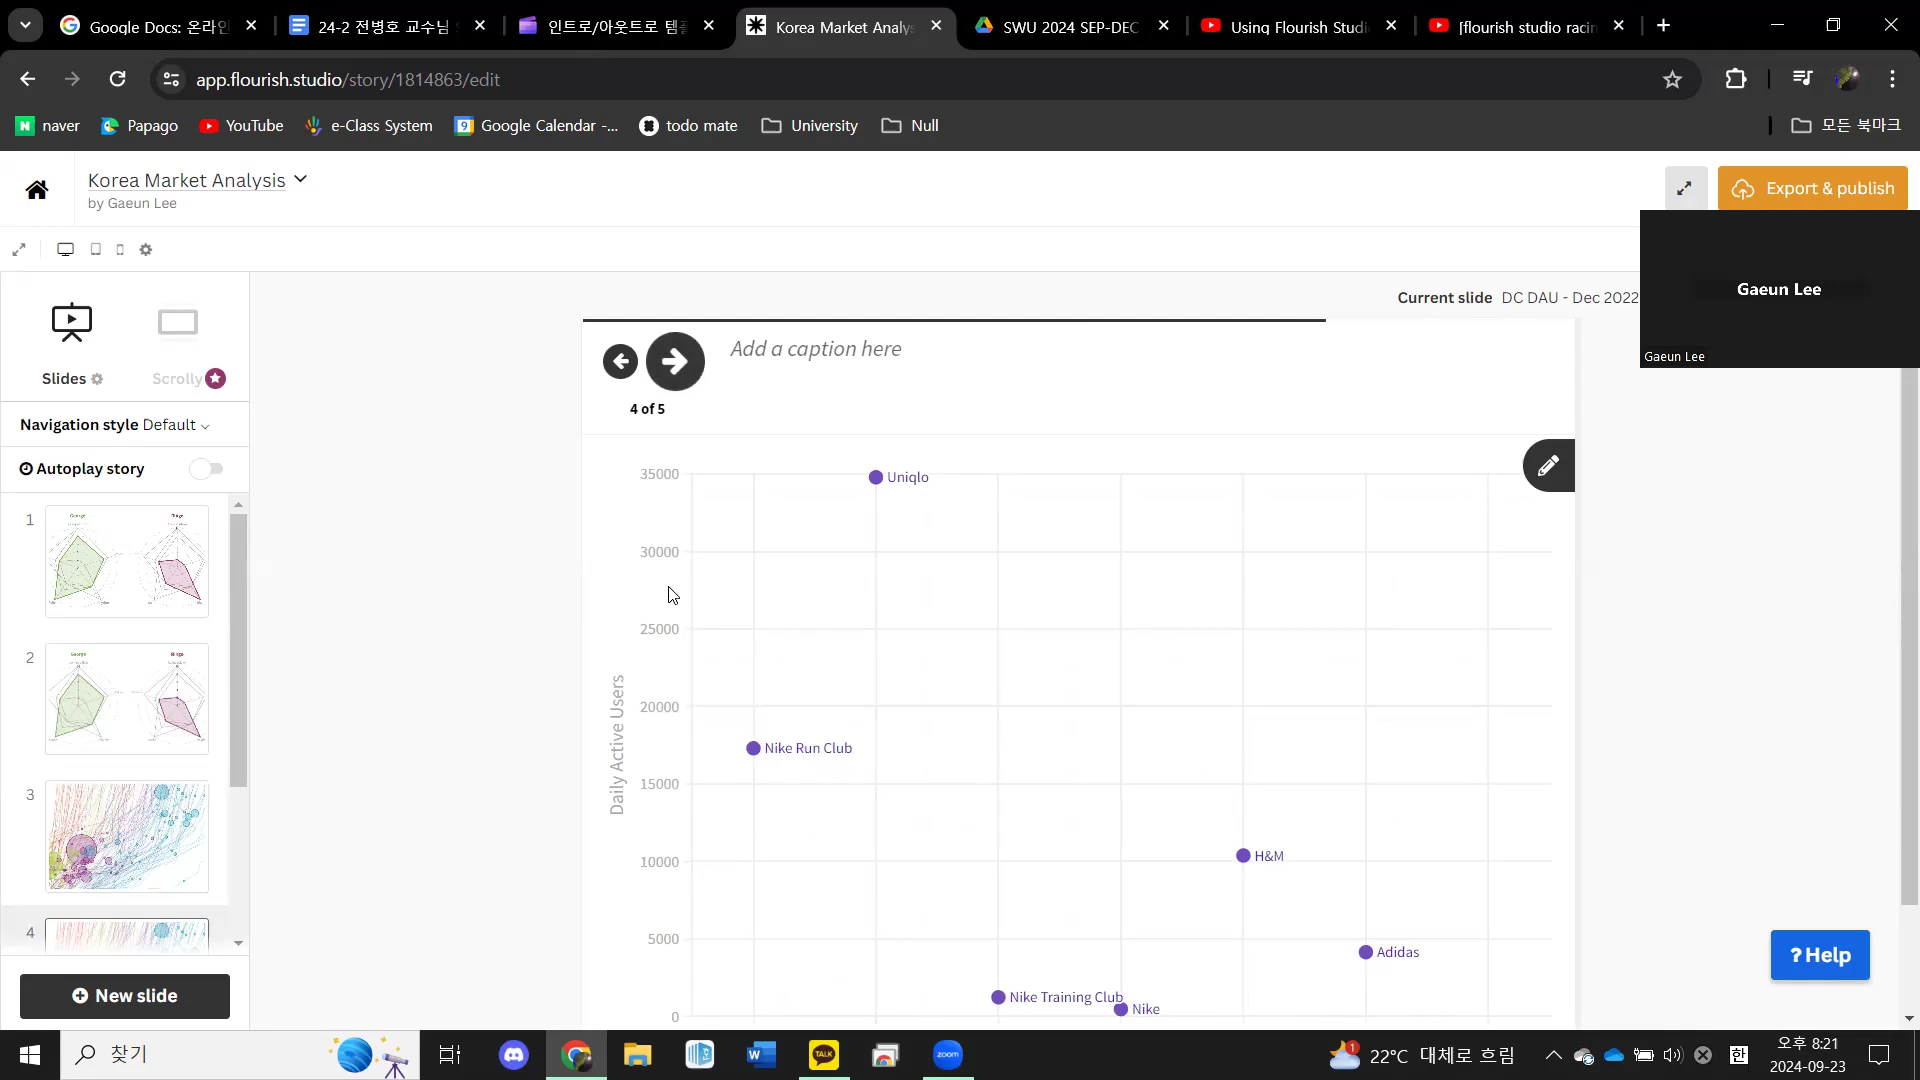 Google Docs: 온라인
24-2 전병호 교수님
인트로/아웃트로 템플
Korea Market Analys
SWU 2024 SEP-DEC
Using Flourish Studi
[flourish studio racin
app.flourish.studio/story/1814863/edit
naver
Papago
YouTube
e-Class System
Google Calendar -...
todo mate
University
Null
모든 북마크
Korea Market Analysis
by Gaeun Lee
Export & publish
Gaeun Lee
Gaeun Lee
Current slide DC DAU - Dec 2022
Slides
Scrolly
Navigation style Default
Autoplay story
Add a caption here
4 of 5
1
2
3
4
New slide
Daily Active Users
35000
30000
25000
20000
15000
10000
5000
0
Uniqlo
Nike Run Club
H&M
Adidas
Nike Training Club
Nike
? Help
찾기
W
TALK
zoom
1
22°C 대체로 흐림
한
오후 8:21
2024-09-23